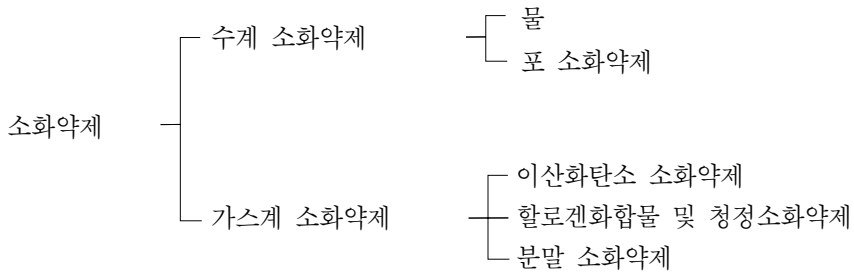 물
수계 소화약제
포 소화약제
소화약제
이산화탄소 소화약제
가스계 소화약제
할로겐화합물 및 청정소화약제
분말 소화약제